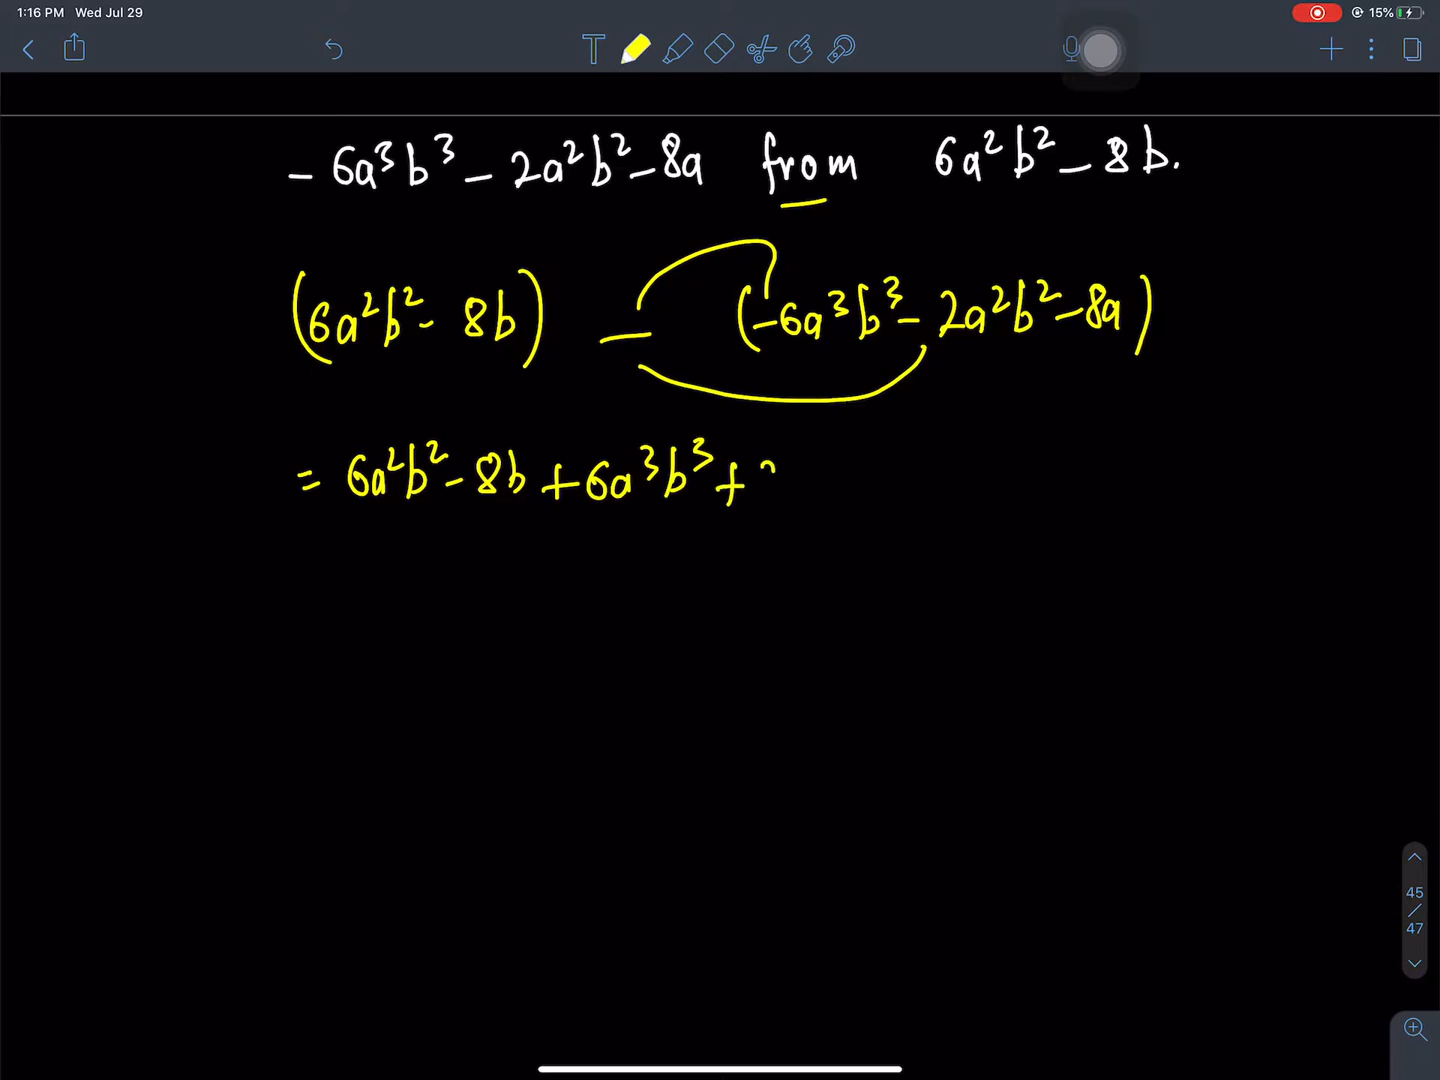 1:16 PM Wed Jul 29
15%
T
- 6a³b³ - 2a²b² - 8a from 6a²b² - 8b.
(6a²b² - 8b) - (-6a³b³ - 2a²b² - 8a)
= 6a²b² - 8b + 6a³b³ +
45
/
47